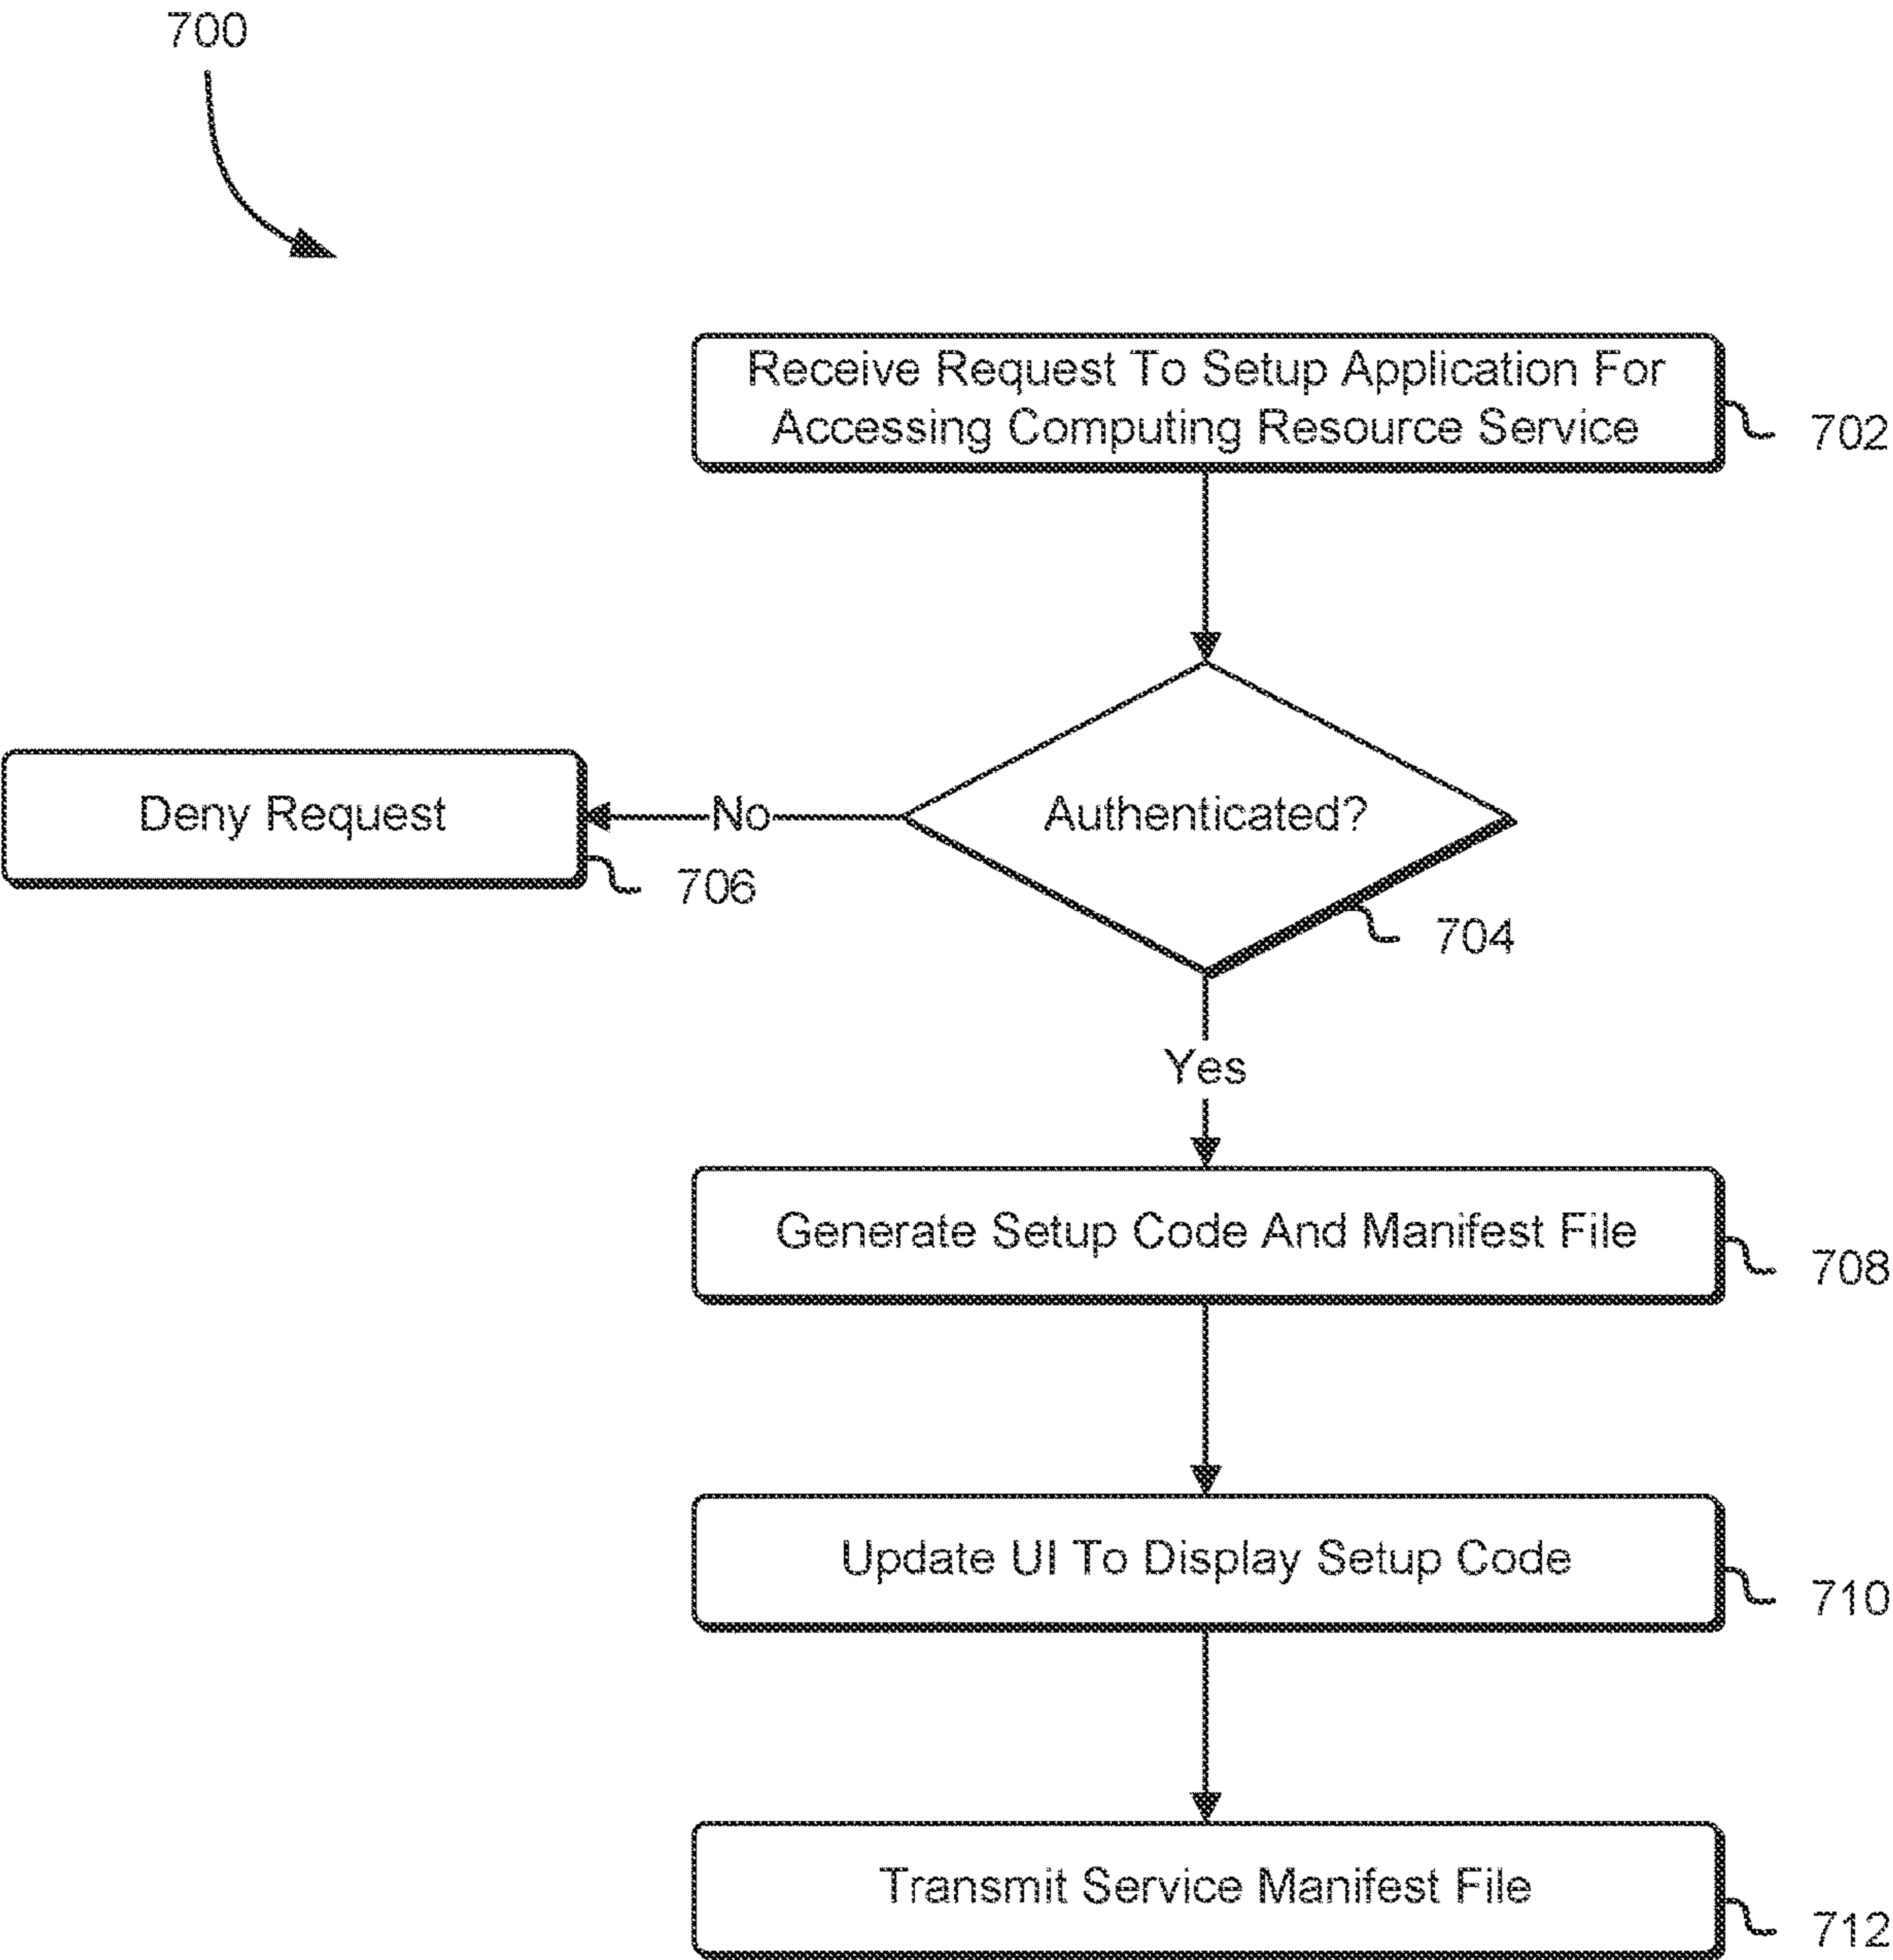 700
Receive Request To Setup Application For
Accessing Computing Resource Service
702
Authenticated?
704
No
Deny Request
706
Yes
Generate Setup Code And Manifest File
708
Update UI To Display Setup Code
710
Transmit Service Manifest File
712